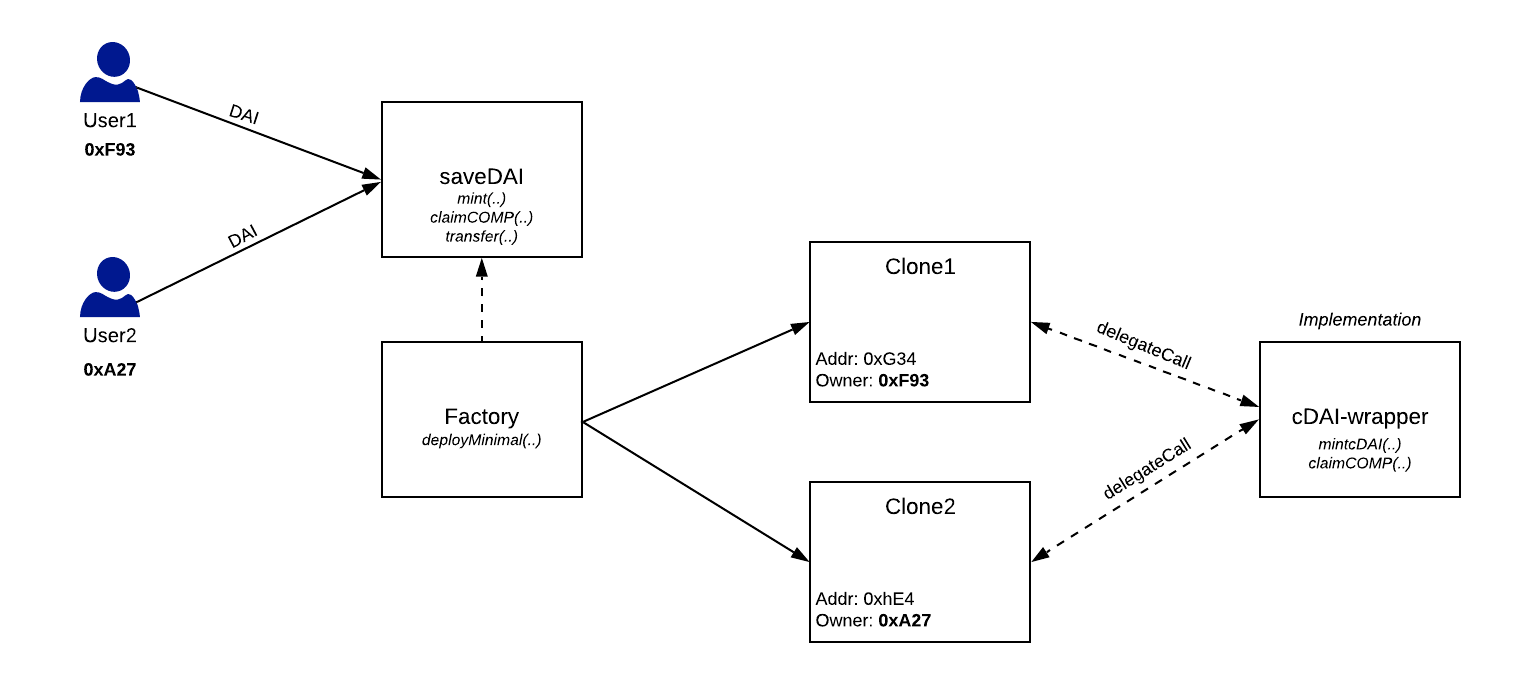 User1
0xF93
DAI
User2
0xA27
DAI
saveDAI
mint(..)
claimCOMP(..)
transfer(..)
Factory
deployMinimal(..)
Clone1
Addr: 0xG34
Owner: 0xF93
Clone2
Addr: 0xhE4
Owner: 0xA27
delegateCall
delegateCall
Implementation
cDAI-wrapper
mintcDAI(..)
claimCOMP(..)